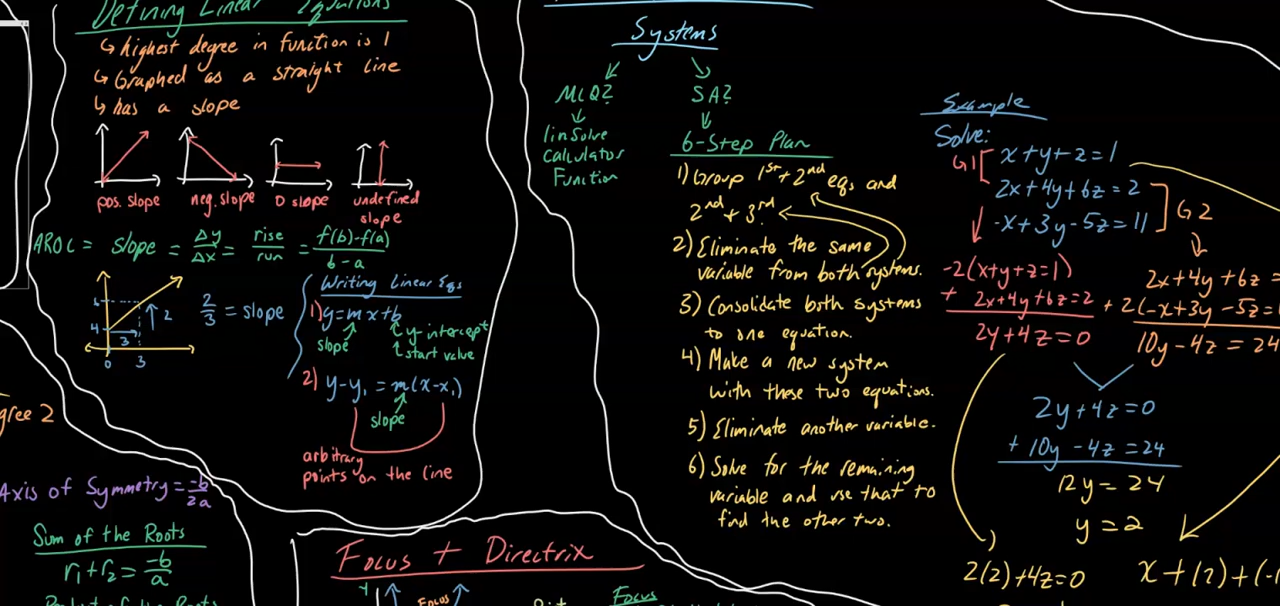 Defining Linear Equations
↳ highest degree in function is 1
↳ Graphed as a straight line
↳ has a slope
pos. slope
neg. slope
0 slope
undefined
slope
AROC = slope = Δy/Δx = rise/run = f(b)-f(a)/b-a
6
4
3
2
0
3
2/3 = slope
Writing Linear Eqs
1) y=mx+b
slope
y-intercept
start value
2) y-y₁ = m(x-x₁)
slope
arbitrary
points on the line
gree 2
Axis of Symmetry = -b/2a
Sum of the Roots
r₁+r₂ = -b/a
Focus + Directrix
Focus
Focus
Systems
MCQ?
linSolve
Calculator
Function
SA?
6-Step Plan
1) Group 1st + 2nd eqs and
2nd + 3rd.
2) Eliminate the same
variable from both systems.
3) Consolidate both systems
to one equation.
4) Make a new system
with these two equations.
5) Eliminate another variable.
6) Solve for the remaining
variable and use that to
find the other two.
Example
Solve:
G1
x+y+z=1
2x+4y+6z=2
-x+3y-5z=11
G2
-2(x+y+z=1)
+ 2x+4y+6z=2
2y+4z=0
2x+4y+6z=
+ 2(-x+3y-5z=
10y-4z=24
2y+4z=0
+ 10y-4z=24
12y=24
y=2
2(2)+4z=0
x+(2)+(-